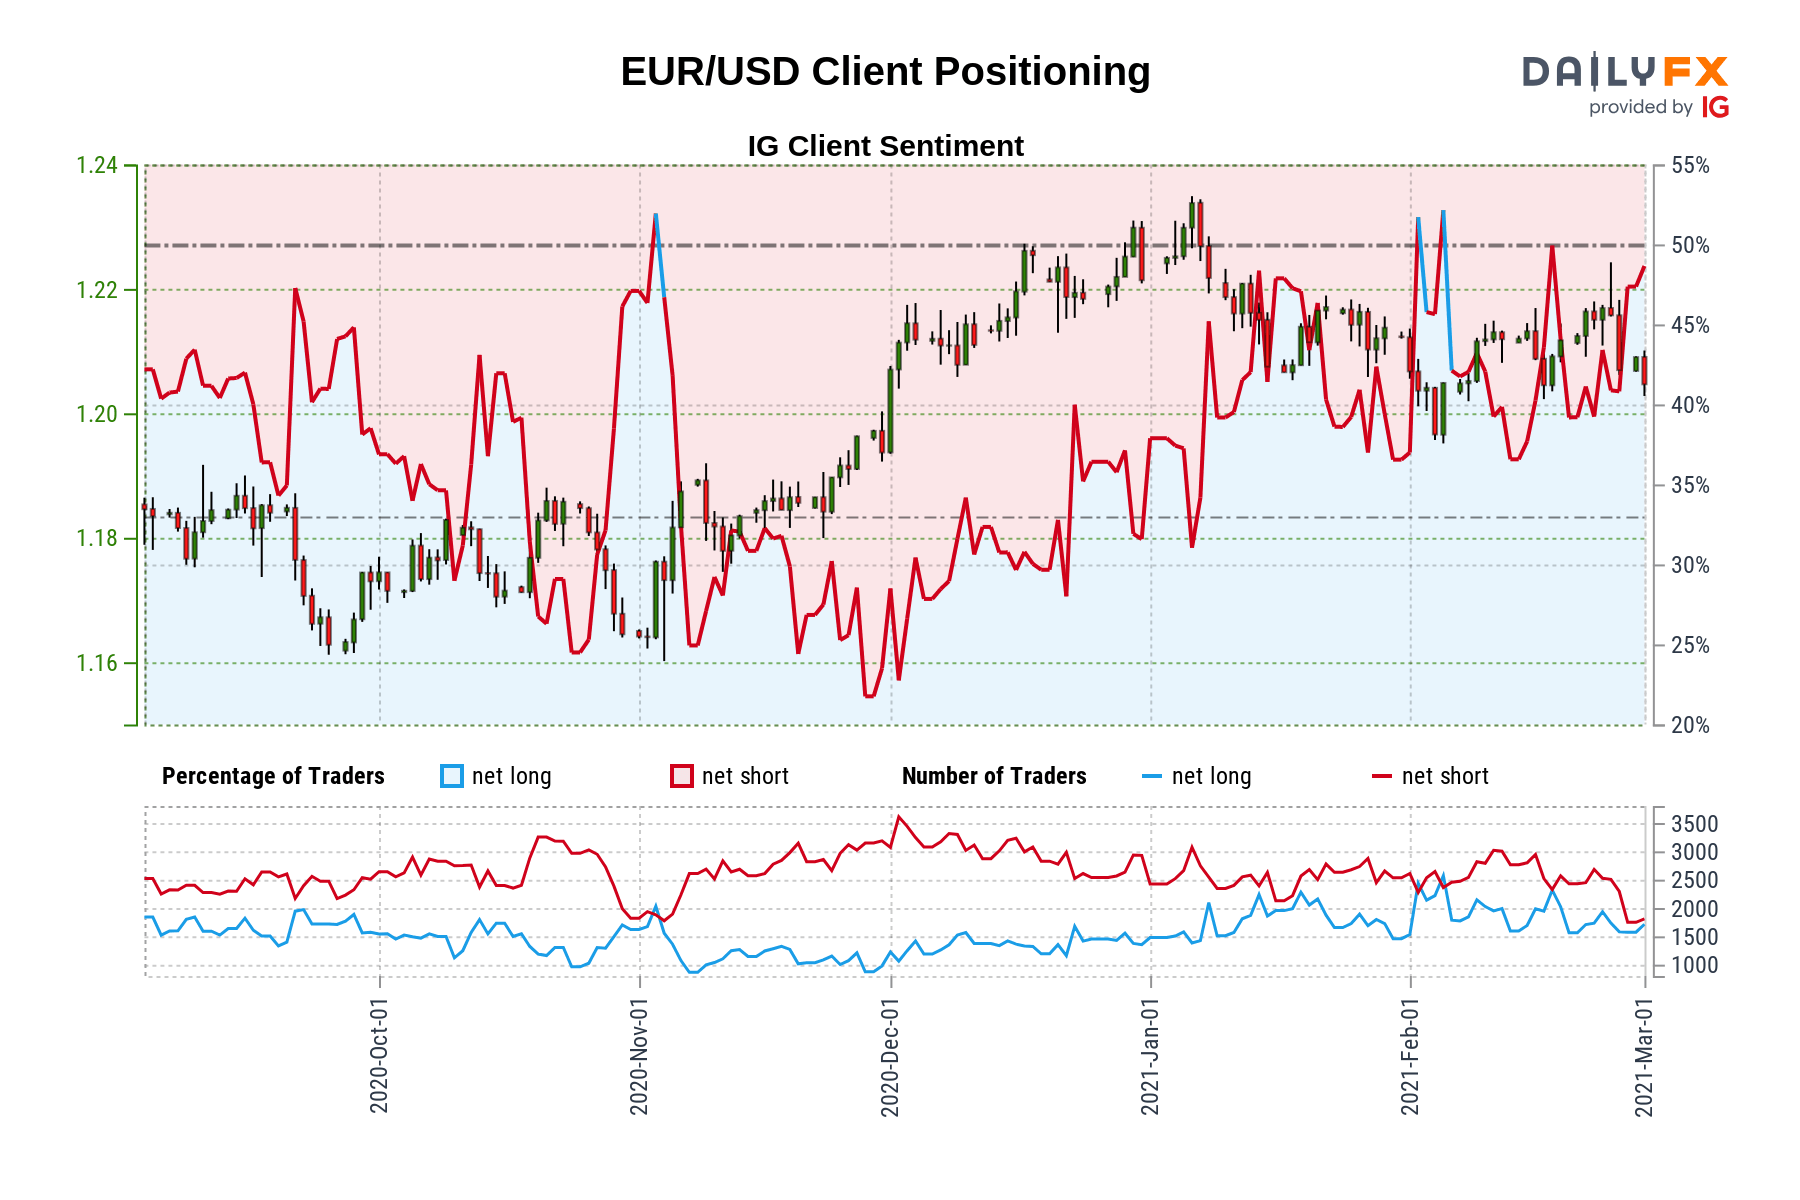 EUR/USD Client Positioning
DAILYFX
provided by IG
IG Client Sentiment
1.24
1.22
1.20
1.18
1.16
55%
50%
45%
40%
35%
30%
25%
20%
Percentage of Traders net long net short Number of Traders net long net short
3500
3000
2500
2000
1500
1000
2020-Oct-01
2020-Nov-01
2020-Dec-01
2021-Jan-01
2021-Feb-01
2021-Mar-01